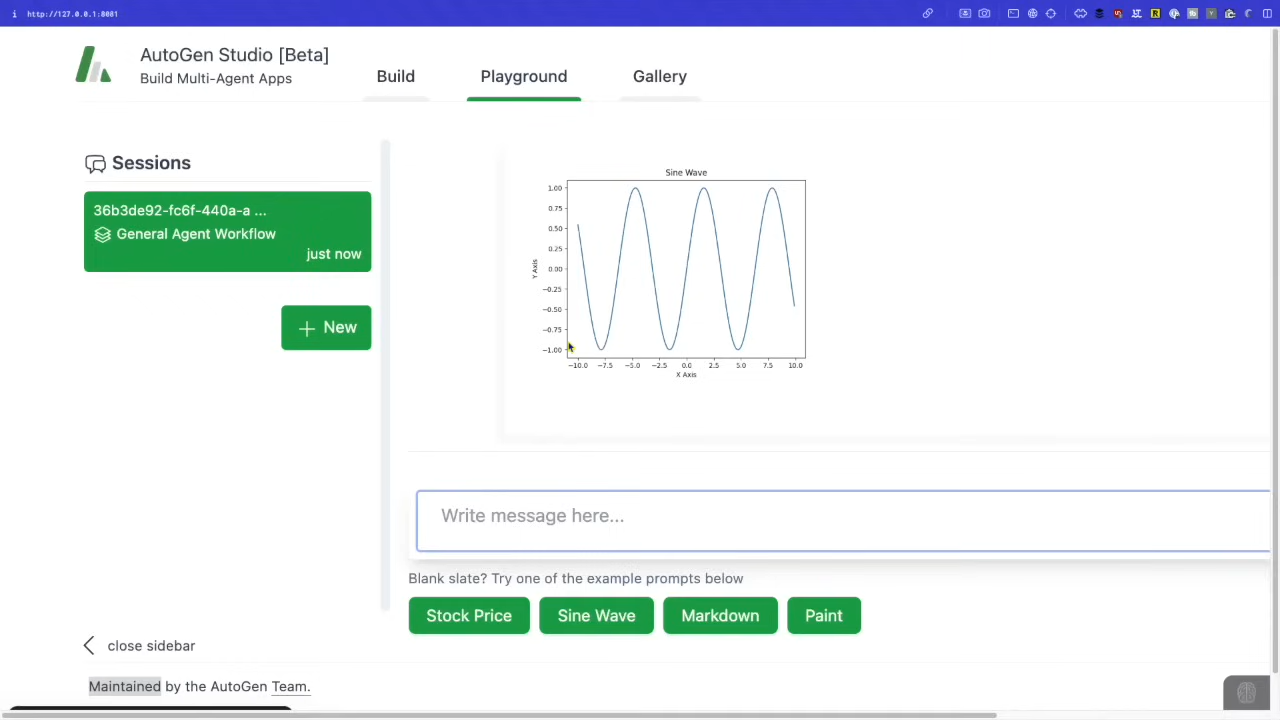 http://127.0.0.1:8081
AutoGen Studio [Beta]
Build Multi-Agent Apps
Build
Playground
Gallery
Sessions
36b3de92-fc6f-440a-a ...
General Agent Workflow
just now
New
Sine Wave
1.00
0.75
0.50
0.25
0.00
−0.25
−0.50
−0.75
−1.00
Y Axis
−10.0 −7.5 −5.0 −2.5 0.0 2.5 5.0 7.5 10.0
X Axis
Write message here...
Blank slate? Try one of the example prompts below
Stock Price
Sine Wave
Markdown
Paint
close sidebar
Maintained by the AutoGen Team.